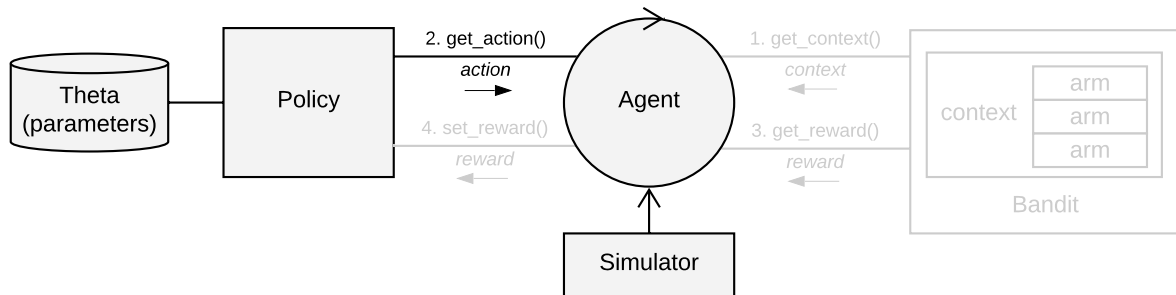 2. get_action()
action
1. get_context()
context
Theta
(parameters)
Policy
Agent
4. set_reward()
reward
3. get_reward()
reward
context
arm
arm
arm
Bandit
Simulator